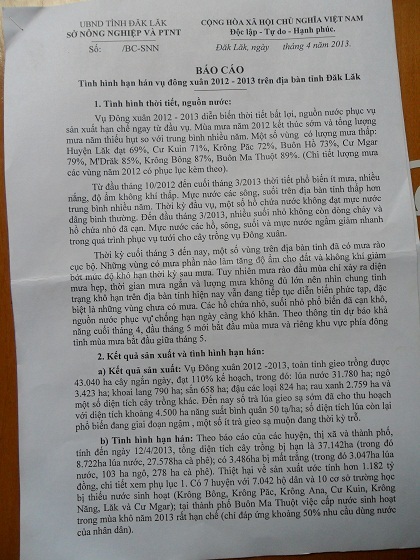 UBND TỈNH ĐĂK LĂK
CỘNG HÒA XÃ HỘI CHỦ NGHĨA VIỆT NAM
SỞ NÔNG NGHIỆP VÀ PTNT
Độc lập - Tự do - Hạnh phúc.
Số: /BC-SNN
Đăk Lăk, ngày tháng 4 năm 2013.
BÁO CÁO
Tình hình hạn hán vụ đông xuân 2012 - 2013 trên địa bàn tỉnh Đăk Lăk
1. Tình hình thời tiết, nguồn nước:
Vụ Đông xuân 2012 - 2013 diễn biến thời tiết bất lợi, nguồn nước phục vụ
sản xuất hạn chế ngay từ đầu vụ. Mùa mưa năm 2012 kết thúc sớm và tổng lượng
mưa năm thiếu hụt so với trung bình nhiều năm. Một số vùng có lượng mưa thấp:
Huyện Lăk đạt 69%, Cư Kuin 71%, Krông Păc 72%, Buôn Hồ 73%, Cư Mgar
79%, M'Drăk 85%, Krông Bông 87%, Buôn Ma Thuột 89%. (Chi tiết lượng mưa
các vùng năm 2012 có phục lục kèm theo).
Từ đầu tháng 10/2012 đến cuối tháng 3/2013 thời tiết phổ biến ít mưa, nhiều
nắng, độ ẩm không khí thấp. Mực nước các sông, suối trên địa bàn tỉnh thấp hơn
trung bình nhiều năm. Thời kỳ đầu vụ, một số hồ chứa nước không đạt mực nước
dâng bình thường. Đến đầu tháng 3/2013, nhiều suối nhỏ không còn dòng chảy và
hồ chứa nhỏ đã cạn. Mực nước các hồ, sông, suối và mực nước ngầm giảm nhanh
trong quá trình phục vụ tưới cho cây trồng vụ Đông xuân.
Thời kỳ cuối tháng 3 đến nay, một số vùng trên địa bàn tỉnh đã có mưa rào
cục bộ. Những vùng có mưa phần nào làm tăng độ ẩm cho đất và không khí giảm
bớt mức độ khô hạn thời kỳ sau mưa. Tuy nhiên mưa rào đầu mùa chỉ xảy ra diện
mưa hẹp, thời gian mưa ngắn và lượng mưa không đủ lớn nên nhìn chung tình
trạng khô hạn trên địa bàn tỉnh hiện nay vẫn đang tiếp tục diễn biến phức tạp, đặc
biệt là những vùng chưa có mưa. Các hồ chứa nhỏ, suối nhỏ phổ biến đã cạn khô,
nguồn nước phục vụ chống hạn ngày càng khó khăn. Theo thông tin dự báo khả
năng cuối tháng 4, đầu tháng 5 mới bắt đầu mùa mưa và riêng khu vực phía đông
tỉnh mùa mưa bắt đầu giữa tháng 5.
2. Kết quả sản xuất và tình hình hạn hán:
a) Kết quả sản xuất: Vụ Đông xuân 2012 -2013, toàn tỉnh gieo trồng được
43.040 ha cây ngắn ngày, đạt 110% kế hoạch, trong đó: lúa nước 31.780 ha; ngô
3.423 ha; khoai lang 790 ha; sắn 658 ha; đậu các loại 824 ha; rau xanh 2.759 ha và
một số diện tích cây trồng khác. Đến nay số trà lúa gieo sạ sớm đã cho thu hoạch
với diện tích khoảng 4.500 ha năng suất bình quân 50 tạ/ha; số diện tích lúa còn lại
phổ biến đang giai đoạn ngậm , một số ít trà gieo sạ muộn đang thời kỳ trỗ.
b) Tình hình hạn hán: Theo báo cáo của các huyện, thị xã và thành phố,
tính đến ngày 12/4/2013, tổng diện tích cây trồng bị hạn là 37.142ha (trong đó
8.722ha lúa nước, 27.578ha cà phê); có 3.486ha bị mất trắng (trong đó 3.047ha lúa
nước, 103 ha ngô, 278 ha cà phê). Thiệt hại về sản xuất ước tính hơn 1.182 tỷ
đồng, chi tiết xem phụ lục 1. Có 7 huyện với 7.042 hộ dân và 10 cơ sở trường học
bị thiếu nước sinh hoạt (Krông Bông, Krông Păc, Krông Ana, Cư Kuin, Krông
Năng, Lăk và Cư Mgar); tại thành phố Buôn Ma Thuột việc cấp nước sinh hoạt
trong mùa khô năm 2013 rất hạn chế (chỉ đáp ứng khoảng 50% nhu cầu dùng nước
của nhân dân).